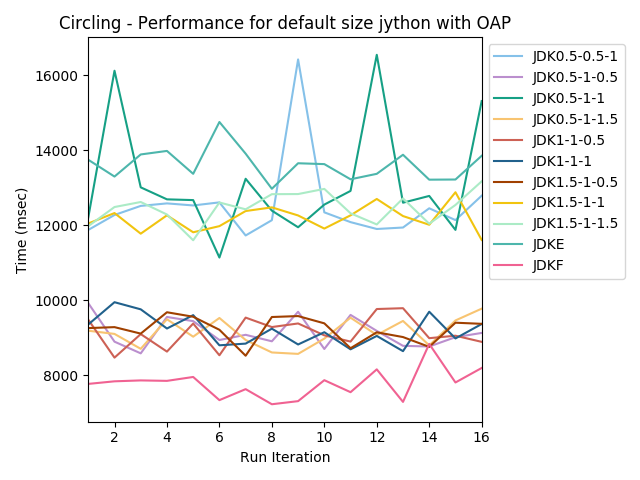 Circling - Performance for default size jython with OAP
Time (msec)
16000
14000
12000
10000
8000
2 4 6 8 10 12 14 16
Run Iteration
JDK0.5-0.5-1
JDK0.5-1-0.5
JDK0.5-1-1
JDK0.5-1-1.5
JDK1-1-0.5
JDK1-1-1
JDK1.5-1-0.5
JDK1.5-1-1
JDK1.5-1-1.5
JDKE
JDKF